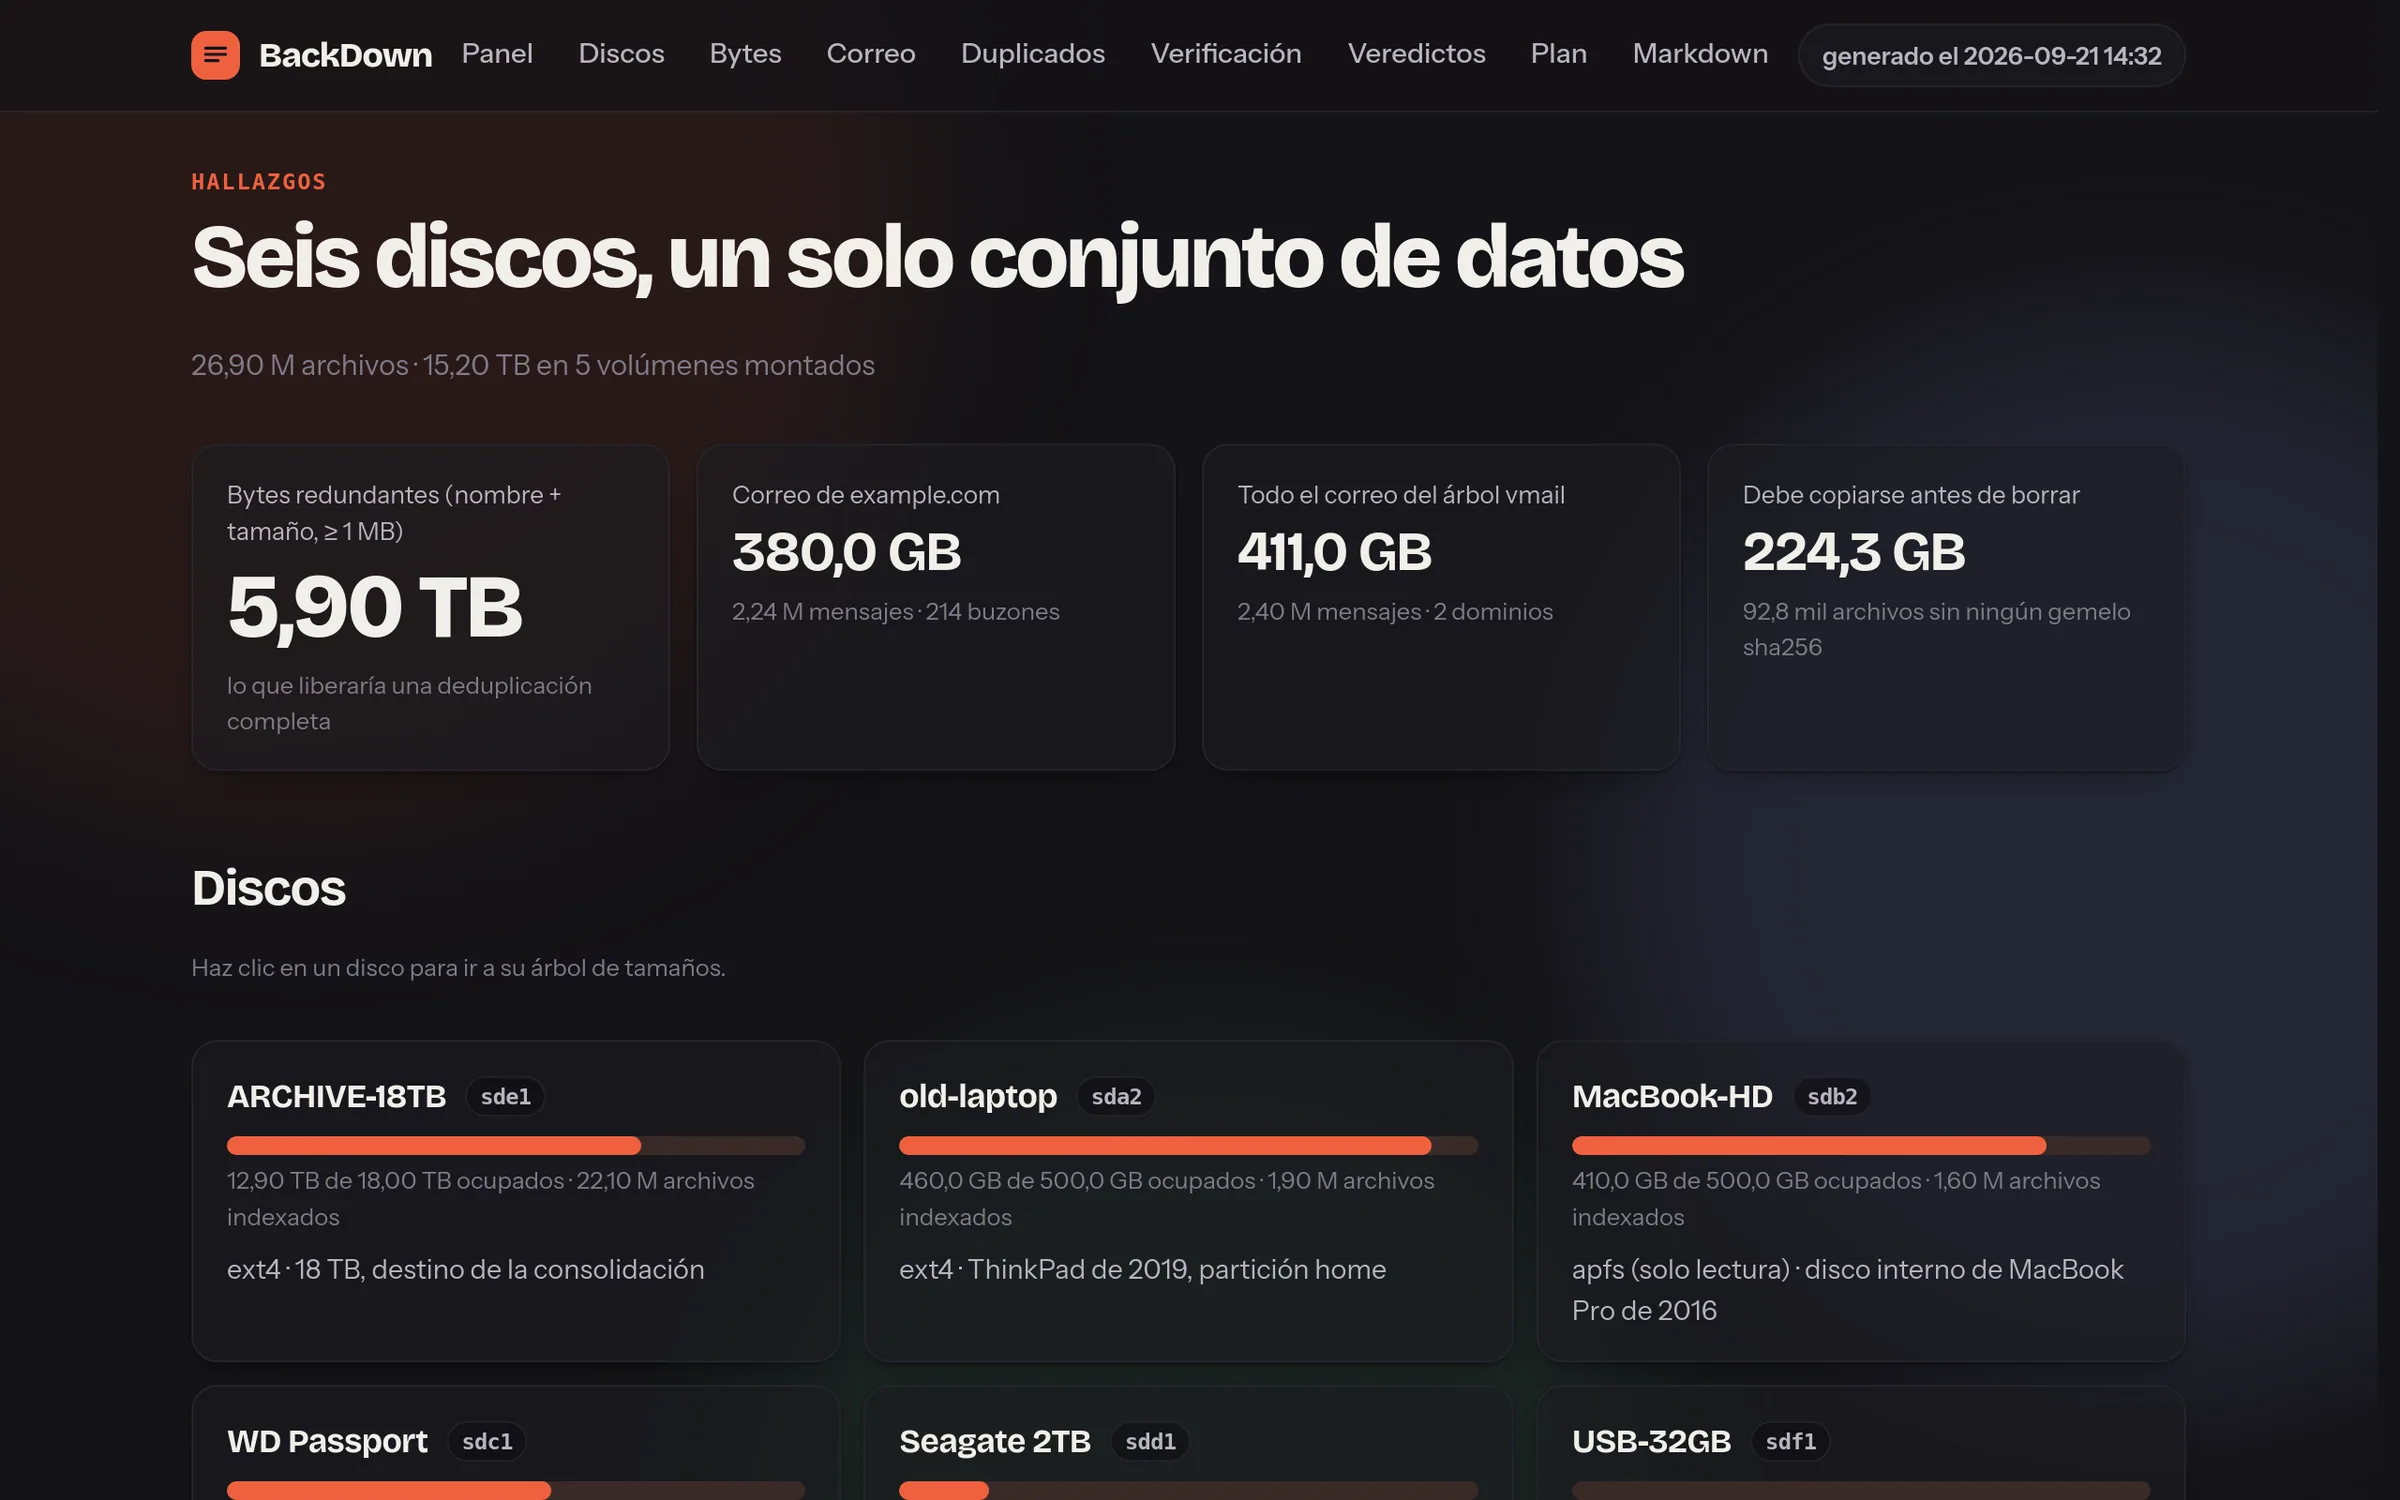 BackDown
Panel
Discos
Bytes
Correo
Duplicados
Verificación
Veredictos
Plan
Markdown
generado el 2026-09-21 14:32
HALLAZGOS
Seis discos, un solo conjunto de datos
26,90 M archivos · 15,20 TB en 5 volúmenes montados
Bytes redundantes (nombre +
tamaño, ≥ 1 MB)
5,90 TB
lo que liberaría una deduplicación
completa
Correo de example.com
380,0 GB
2,24 M mensajes · 214 buzones
Todo el correo del árbol vmail
411,0 GB
2,40 M mensajes · 2 dominios
Debe copiarse antes de borrar
224,3 GB
92,8 mil archivos sin ningún gemelo
sha256
Discos
Haz clic en un disco para ir a su árbol de tamaños.
ARCHIVE-18TB sde1
12,90 TB de 18,00 TB ocupados · 22,10 M archivos
indexados
ext4 · 18 TB, destino de la consolidación
old-laptop sda2
460,0 GB de 500,0 GB ocupados · 1,90 M archivos
indexados
ext4 · ThinkPad de 2019, partición home
MacBook-HD sdb2
410,0 GB de 500,0 GB ocupados · 1,60 M archivos
indexados
apfs (solo lectura) · disco interno de MacBook
Pro de 2016
WD Passport sdc1
Seagate 2TB sdd1
USB-32GB sdf1